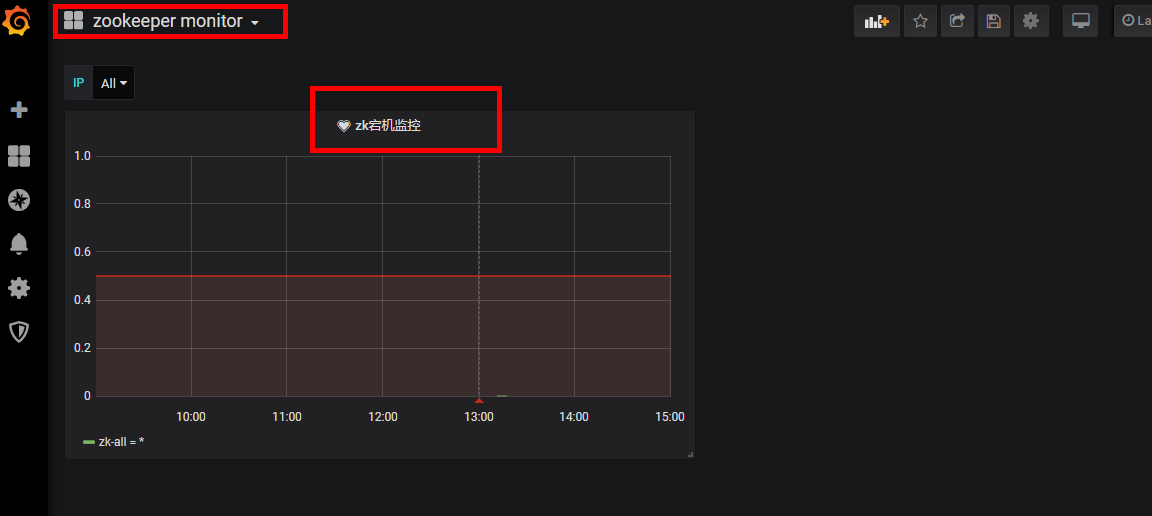 zookeeper monitor
La
IP All
zk宕机监控
1.0
0.8
0.6
0.4
0.2
0
10:00 11:00 12:00 13:00 14:00 15:00
zk-all = *